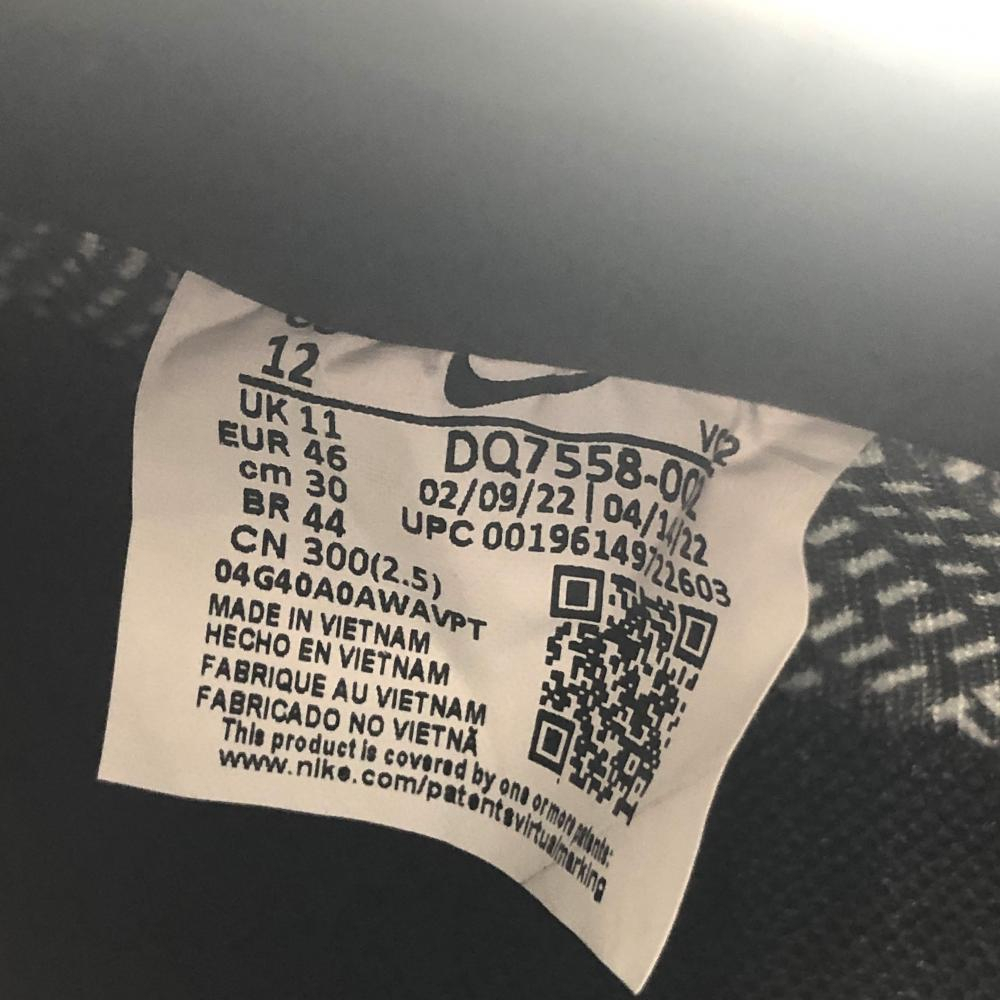 12
UK 11
EUR 46
cm 30
BR 44
CN 300(2.5)
DQ7558-002
02/09/22 | 04/14/22
UPC 00196149722603
04G40A0AWAVPT
MADE IN VIETNAM
HECHO EN VIETNAM
FABRIQUE AU VIETNAM
FABRICADO NO VIETNÃ
This product is covered by one or more patents:
www.nike.com/patentsvirtualmarking